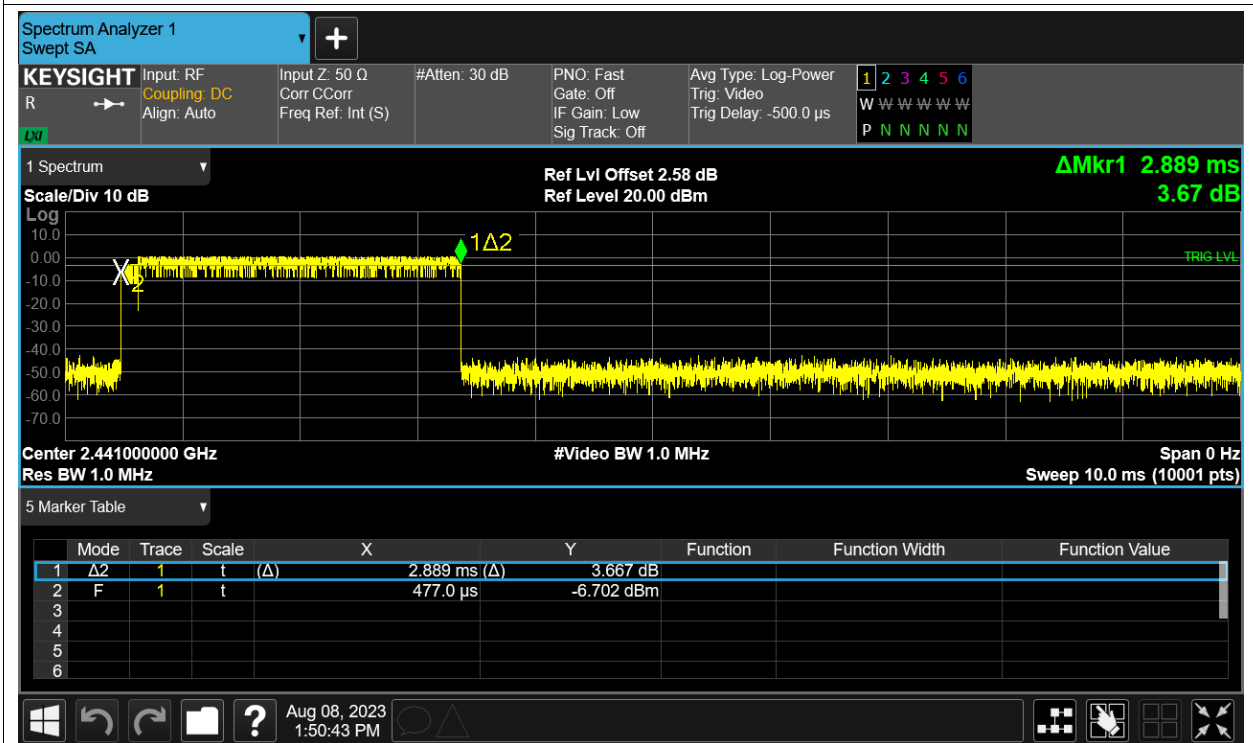 Spectrum Analyzer 1
Swept SA
KEYSIGHT Input: RF Input Z: 50 Ω #Atten: 30 dB PNO: Fast Avg Type: Log-Power 1 2 3 4 5 6
R Coupling: DC Corr CCorr Gate: Off Trig: Video W W W W W W
Align: Auto Freq Ref: Int (S) IF Gain: Low Trig Delay: -500.0 µs P N N N N N
LXI Sig Track: Off
1 Spectrum Ref Lvl Offset 2.58 dB ΔMkr1 2.889 ms
Scale/Div 10 dB Ref Level 20.00 dBm 3.67 dB
Log
10.0 1Δ2
0.00 TRIG LVL
-10.0 2
-20.0
-30.0
-40.0
-50.0
-60.0
-70.0
Center 2.441000000 GHz #Video BW 1.0 MHz Span 0 Hz
Res BW 1.0 MHz Sweep 10.0 ms (10001 pts)
5 Marker Table
Mode Trace Scale X Y Function Function Width Function Value
1 Δ2 1 t (Δ) 2.889 ms (Δ) 3.667 dB
2 F 1 t 477.0 µs -6.702 dBm
3
4
5
6
? Aug 08, 2023
1:50:43 PM